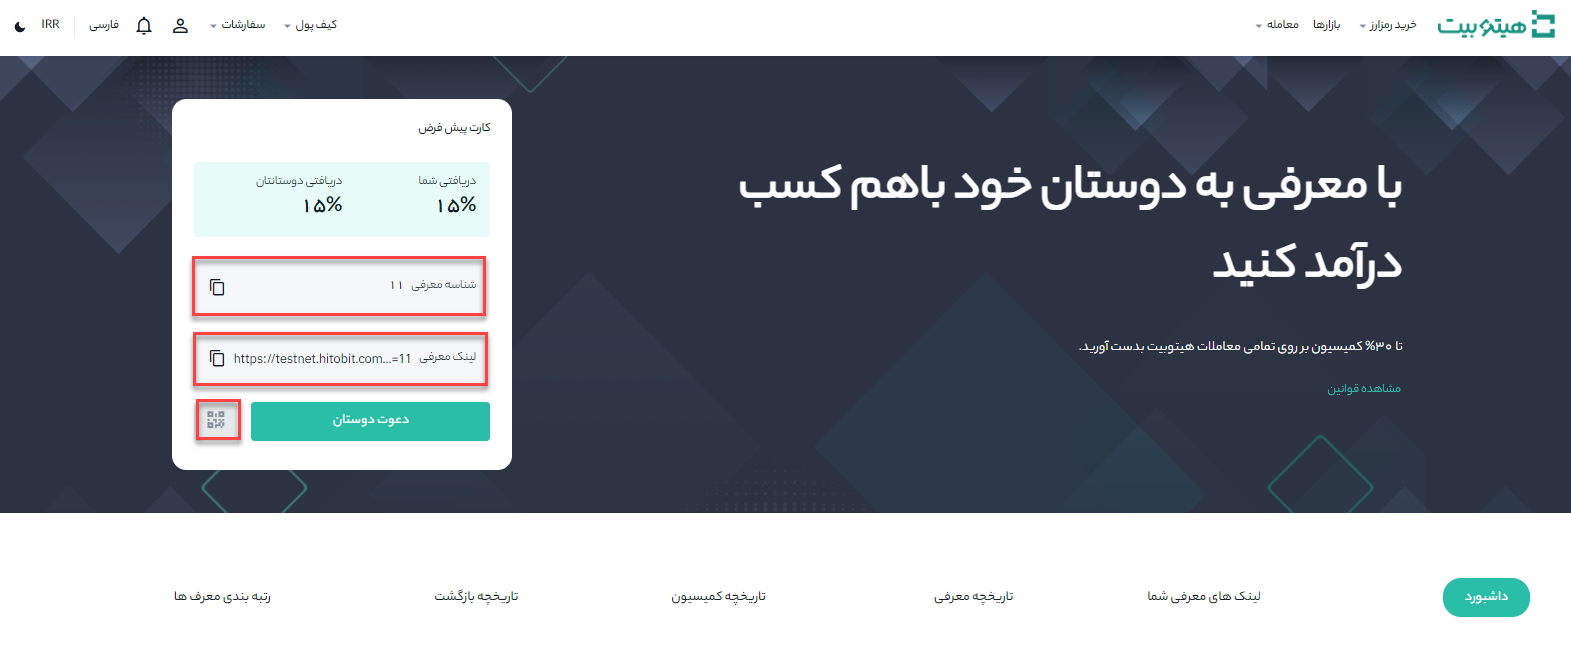 هیتوبیت
خرید رمزارز
بازارها
معامله
کیف پول
سفارشات
فارسی
IRR
با معرفی به دوستان خود باهم کسب
درآمد کنید
تا ۳۰% کمیسیون بر روی تمامی معاملات هیتوبیت بدست آورید.
مشاهده قوانین
کارت پیش فرض
دریافتی شما
۱۵%
دریافتی دوستانتان
۱۵%
شناسه معرفی ۱۱
لینک معرفی https://testnet.hitobit.com...=11
دعوت دوستان
داشبورد
لینک های معرفی شما
تاریخچه معرفی
تاریخچه کمیسیون
تاریخچه بازگشت
رتبه بندی معرف ها